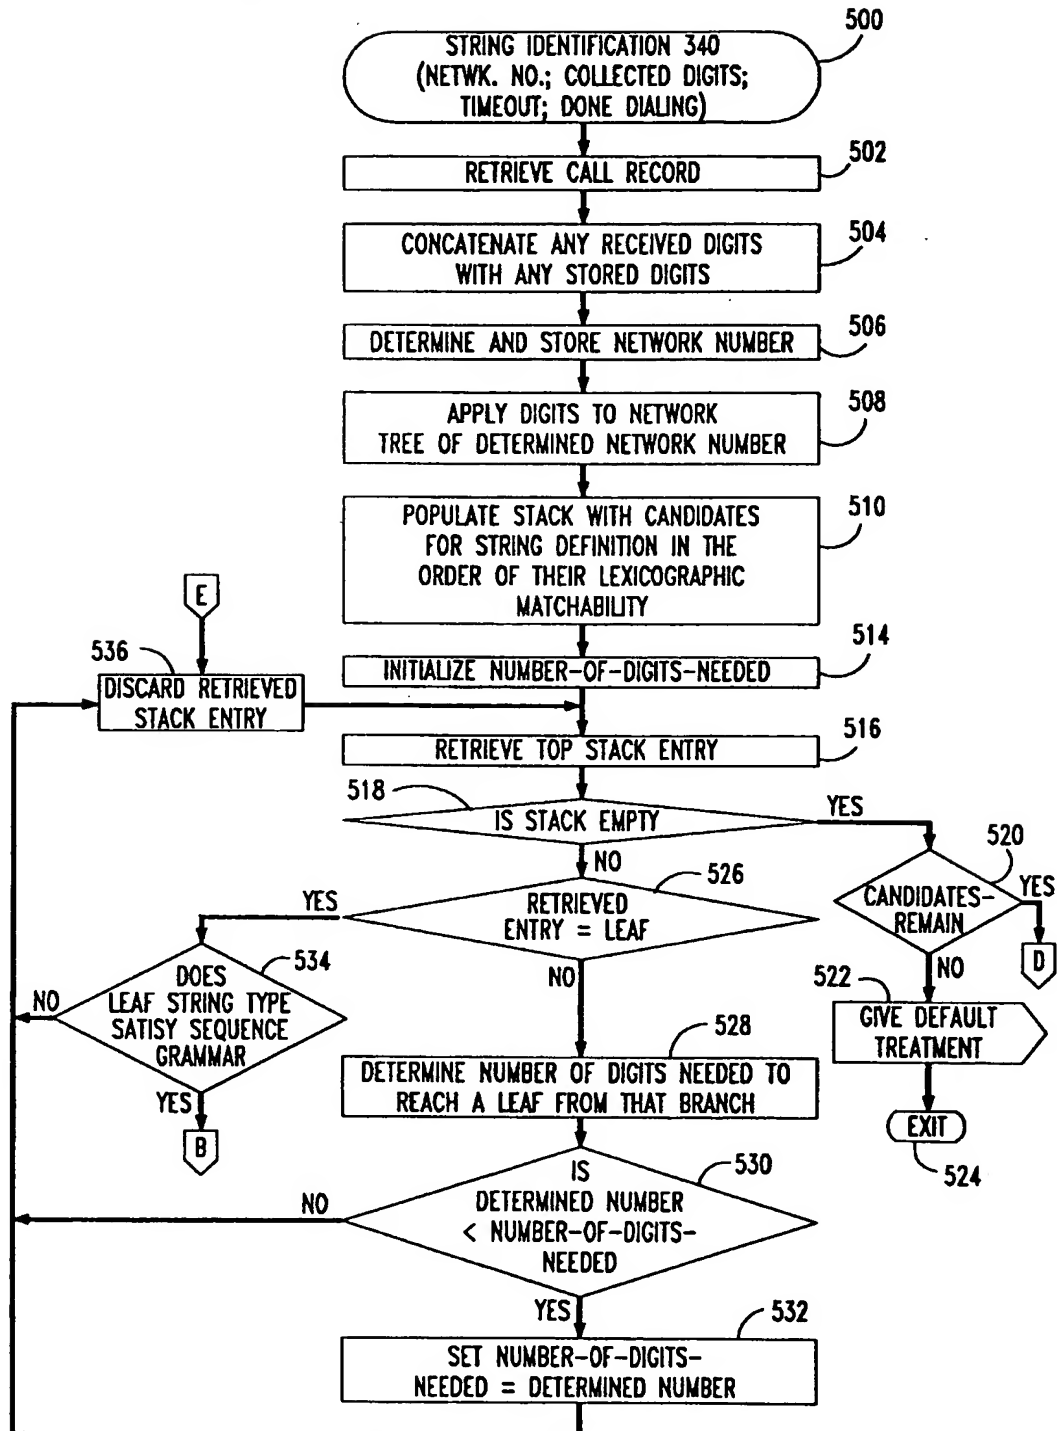 500
STRING IDENTIFICATION 340
(NETWK. NO.; COLLECTED DIGITS;
TIMEOUT; DONE DIALING)
502
RETRIEVE CALL RECORD
504
CONCATENATE ANY RECEIVED DIGITS
WITH ANY STORED DIGITS
506
DETERMINE AND STORE NETWORK NUMBER
508
APPLY DIGITS TO NETWORK
TREE OF DETERMINED NETWORK NUMBER
510
POPULATE STACK WITH CANDIDATES
FOR STRING DEFINITION IN THE
ORDER OF THEIR LEXICOGRAPHIC
MATCHABILITY
E
514
INITIALIZE NUMBER-OF-DIGITS-NEEDED
536
DISCARD RETRIEVED
STACK ENTRY
516
RETRIEVE TOP STACK ENTRY
518
IS STACK EMPTY
YES
NO
520
CANDIDATES-
REMAIN
YES
D
NO
522
GIVE DEFAULT
TREATMENT
EXIT
524
526
RETRIEVED
ENTRY = LEAF
YES
NO
534
DOES
LEAF STRING TYPE
SATISY SEQUENCE
GRAMMAR
NO
YES
B
528
DETERMINE NUMBER OF DIGITS NEEDED TO
REACH A LEAF FROM THAT BRANCH
530
IS
DETERMINED NUMBER
< NUMBER-OF-DIGITS-
NEEDED
NO
YES
532
SET NUMBER-OF-DIGITS-
NEEDED = DETERMINED NUMBER